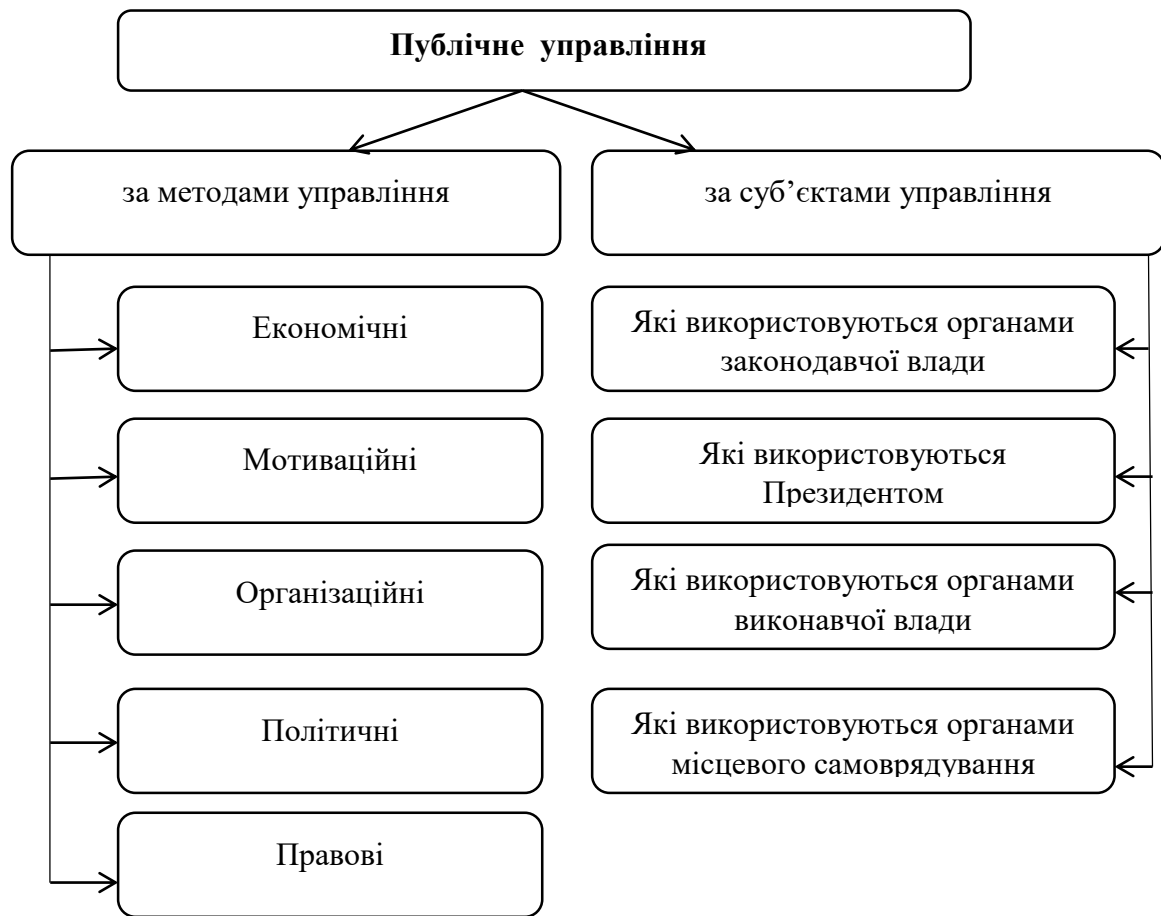 Публічне управління
за методами управління
за суб’єктами управління
Економічні
Мотиваційні
Організаційні
Політичні
Правові
Які використовуються органами
законодавчої влади
Які використовуються
Президентом
Які використовуються органами
виконавчої влади
Які використовуються органами
місцевого самоврядування